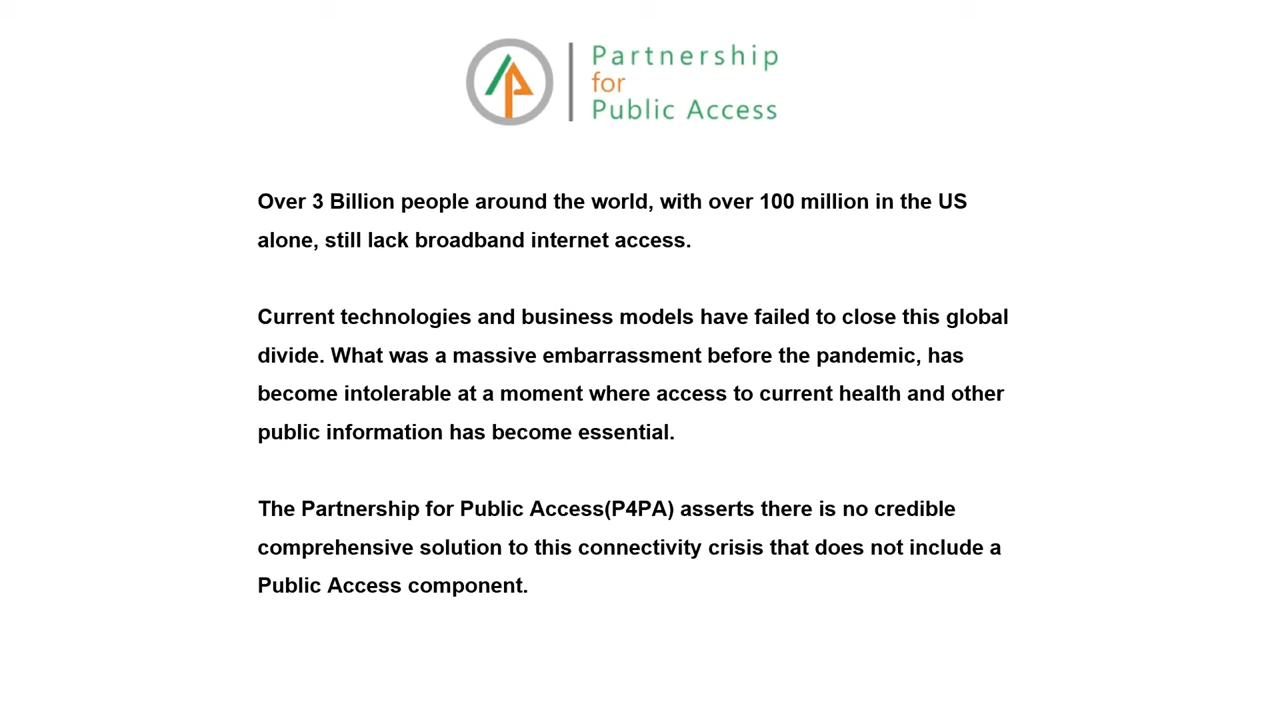 Partnership
for
Public Access
Over 3 Billion people around the world, with over 100 million in the US
alone, still lack broadband internet access.
Current technologies and business models have failed to close this global
divide. What was a massive embarrassment before the pandemic, has
become intolerable at a moment where access to current health and other
public information has become essential.
The Partnership for Public Access(P4PA) asserts there is no credible
comprehensive solution to this connectivity crisis that does not include a
Public Access component.